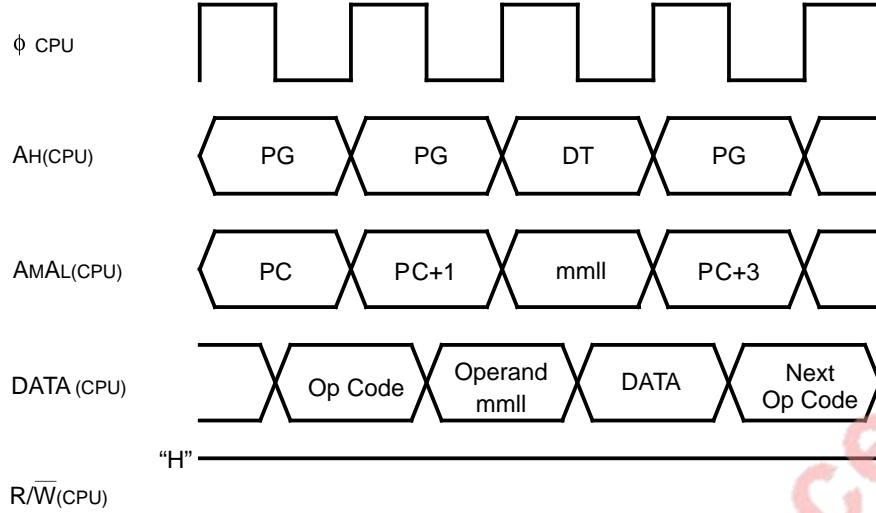 ϕ CPU
AH(CPU) PG PG DT PG
AMAL(CPU) PC PC+1 mmll PC+3
DATA (CPU) Op Code Operand mmll DATA Next Op Code
“H”
R/W̅(CPU)